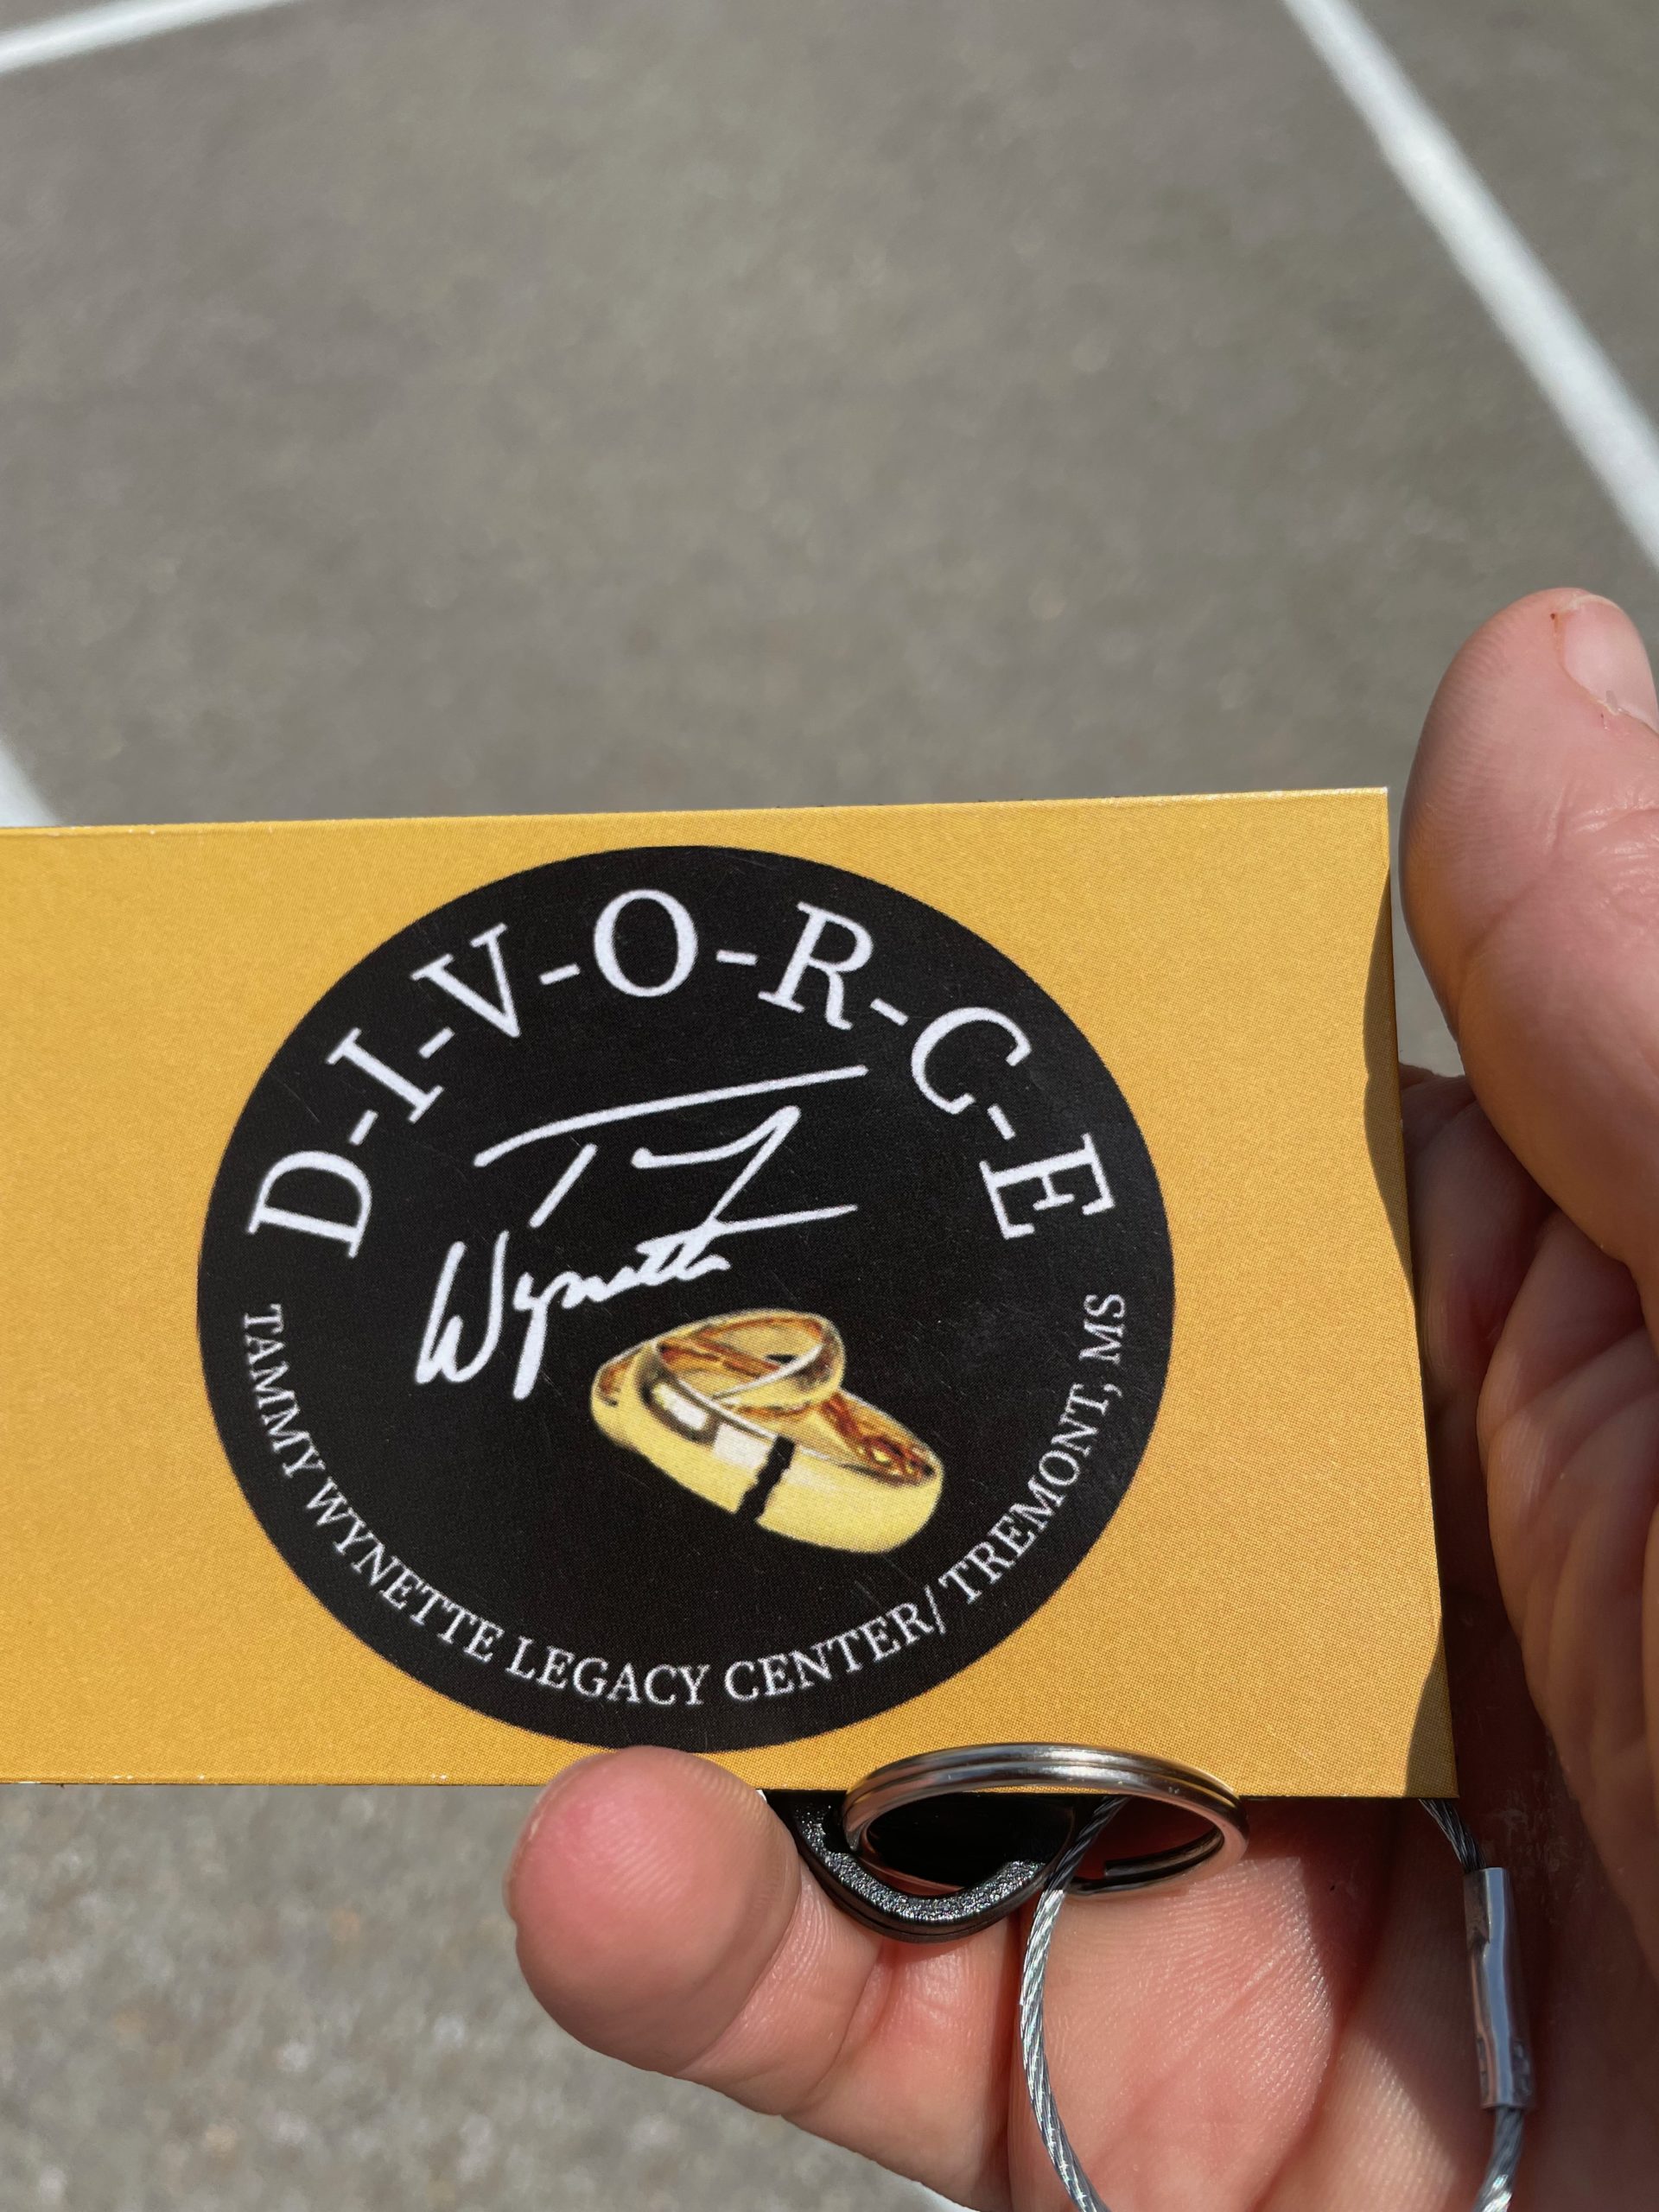 D-I-V-O-R-C-E
Tammy
Wynette
TAMMY WYNETTE LEGACY CENTER/ TREMONT, MS